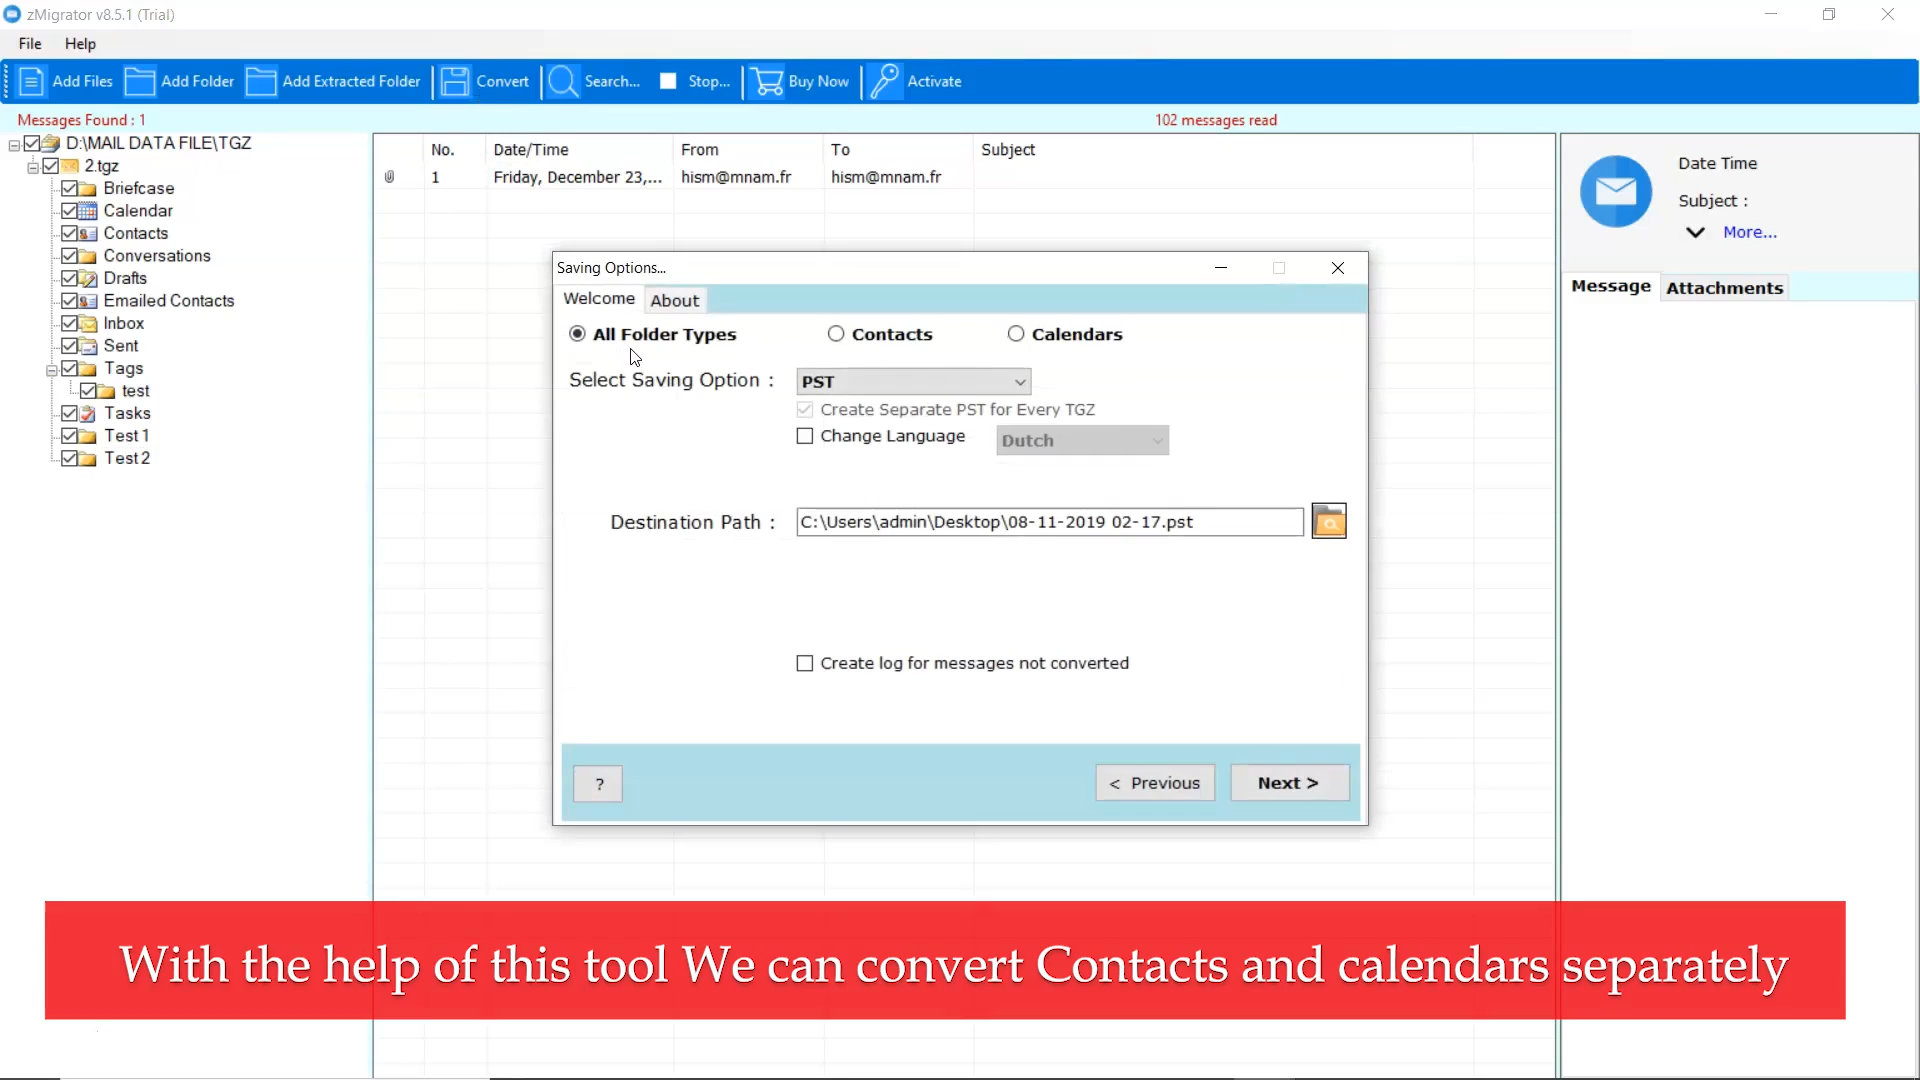 zMigrator v8.5.1 (Trial)
File Help
Add Files Add Folder Add Extracted Folder Convert Search... Stop... Buy Now Activate
Messages Found : 1
102 messages read
D:\MAIL DATA FILE\TGZ
2.tgz
Briefcase
Calendar
Contacts
Conversations
Drafts
Emailed Contacts
Inbox
Sent
Tags
test
Tasks
Test1
Test2
No. Date/Time From To Subject
1 Friday, December 23,... hism@mnam.fr hism@mnam.fr
Date Time
Subject :
More...
Message Attachments
Saving Options...
Welcome About
All Folder Types Contacts Calendars
Select Saving Option : PST
Create Separate PST for Every TGZ
Change Language Dutch
Destination Path : C:\Users\admin\Desktop\08-11-2019 02-17.pst
Create log for messages not converted
? < Previous Next >
With the help of this tool We can convert Contacts and calendars separately